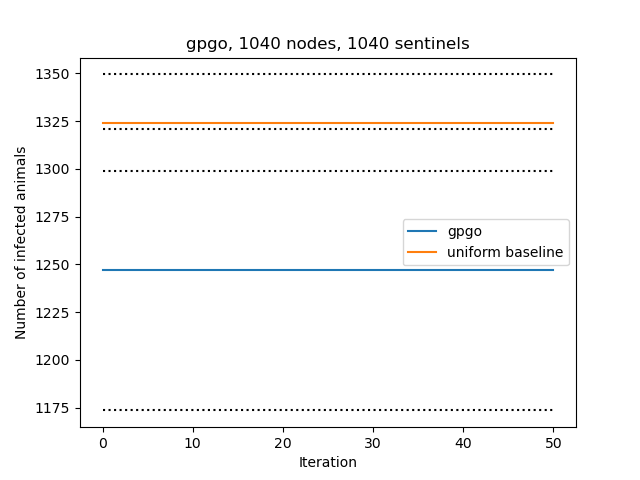 gpgo, 1040 nodes, 1040 sentinels
1350
1325
1300
1275
1250
1225
1200
1175
Number of infected animals
gpgo
uniform baseline
0 10 20 30 40 50
Iteration